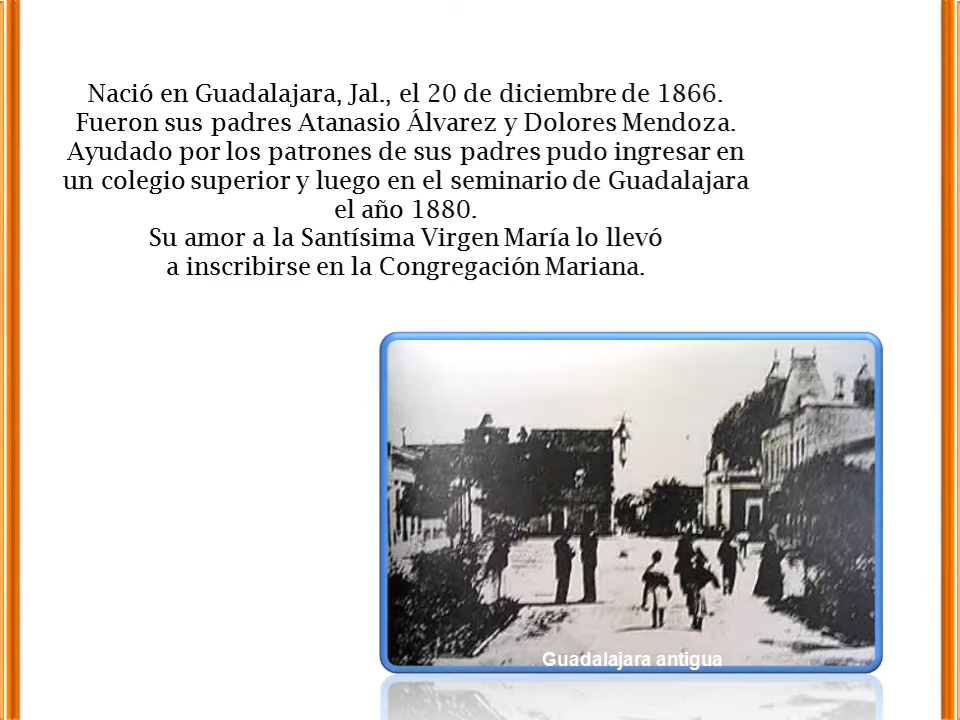 Nació en Guadalajara, Jal., el 20 de diciembre de 1866.
Fueron sus padres Atanasio Álvarez y Dolores Mendoza.
Ayudado por los patrones de sus padres pudo ingresar en
un colegio superior y luego en el seminario de Guadalajara
el año 1880.
Su amor a la Santísima Virgen María lo llevó
a inscribirse en la Congregación Mariana.
Guadalajara antigua